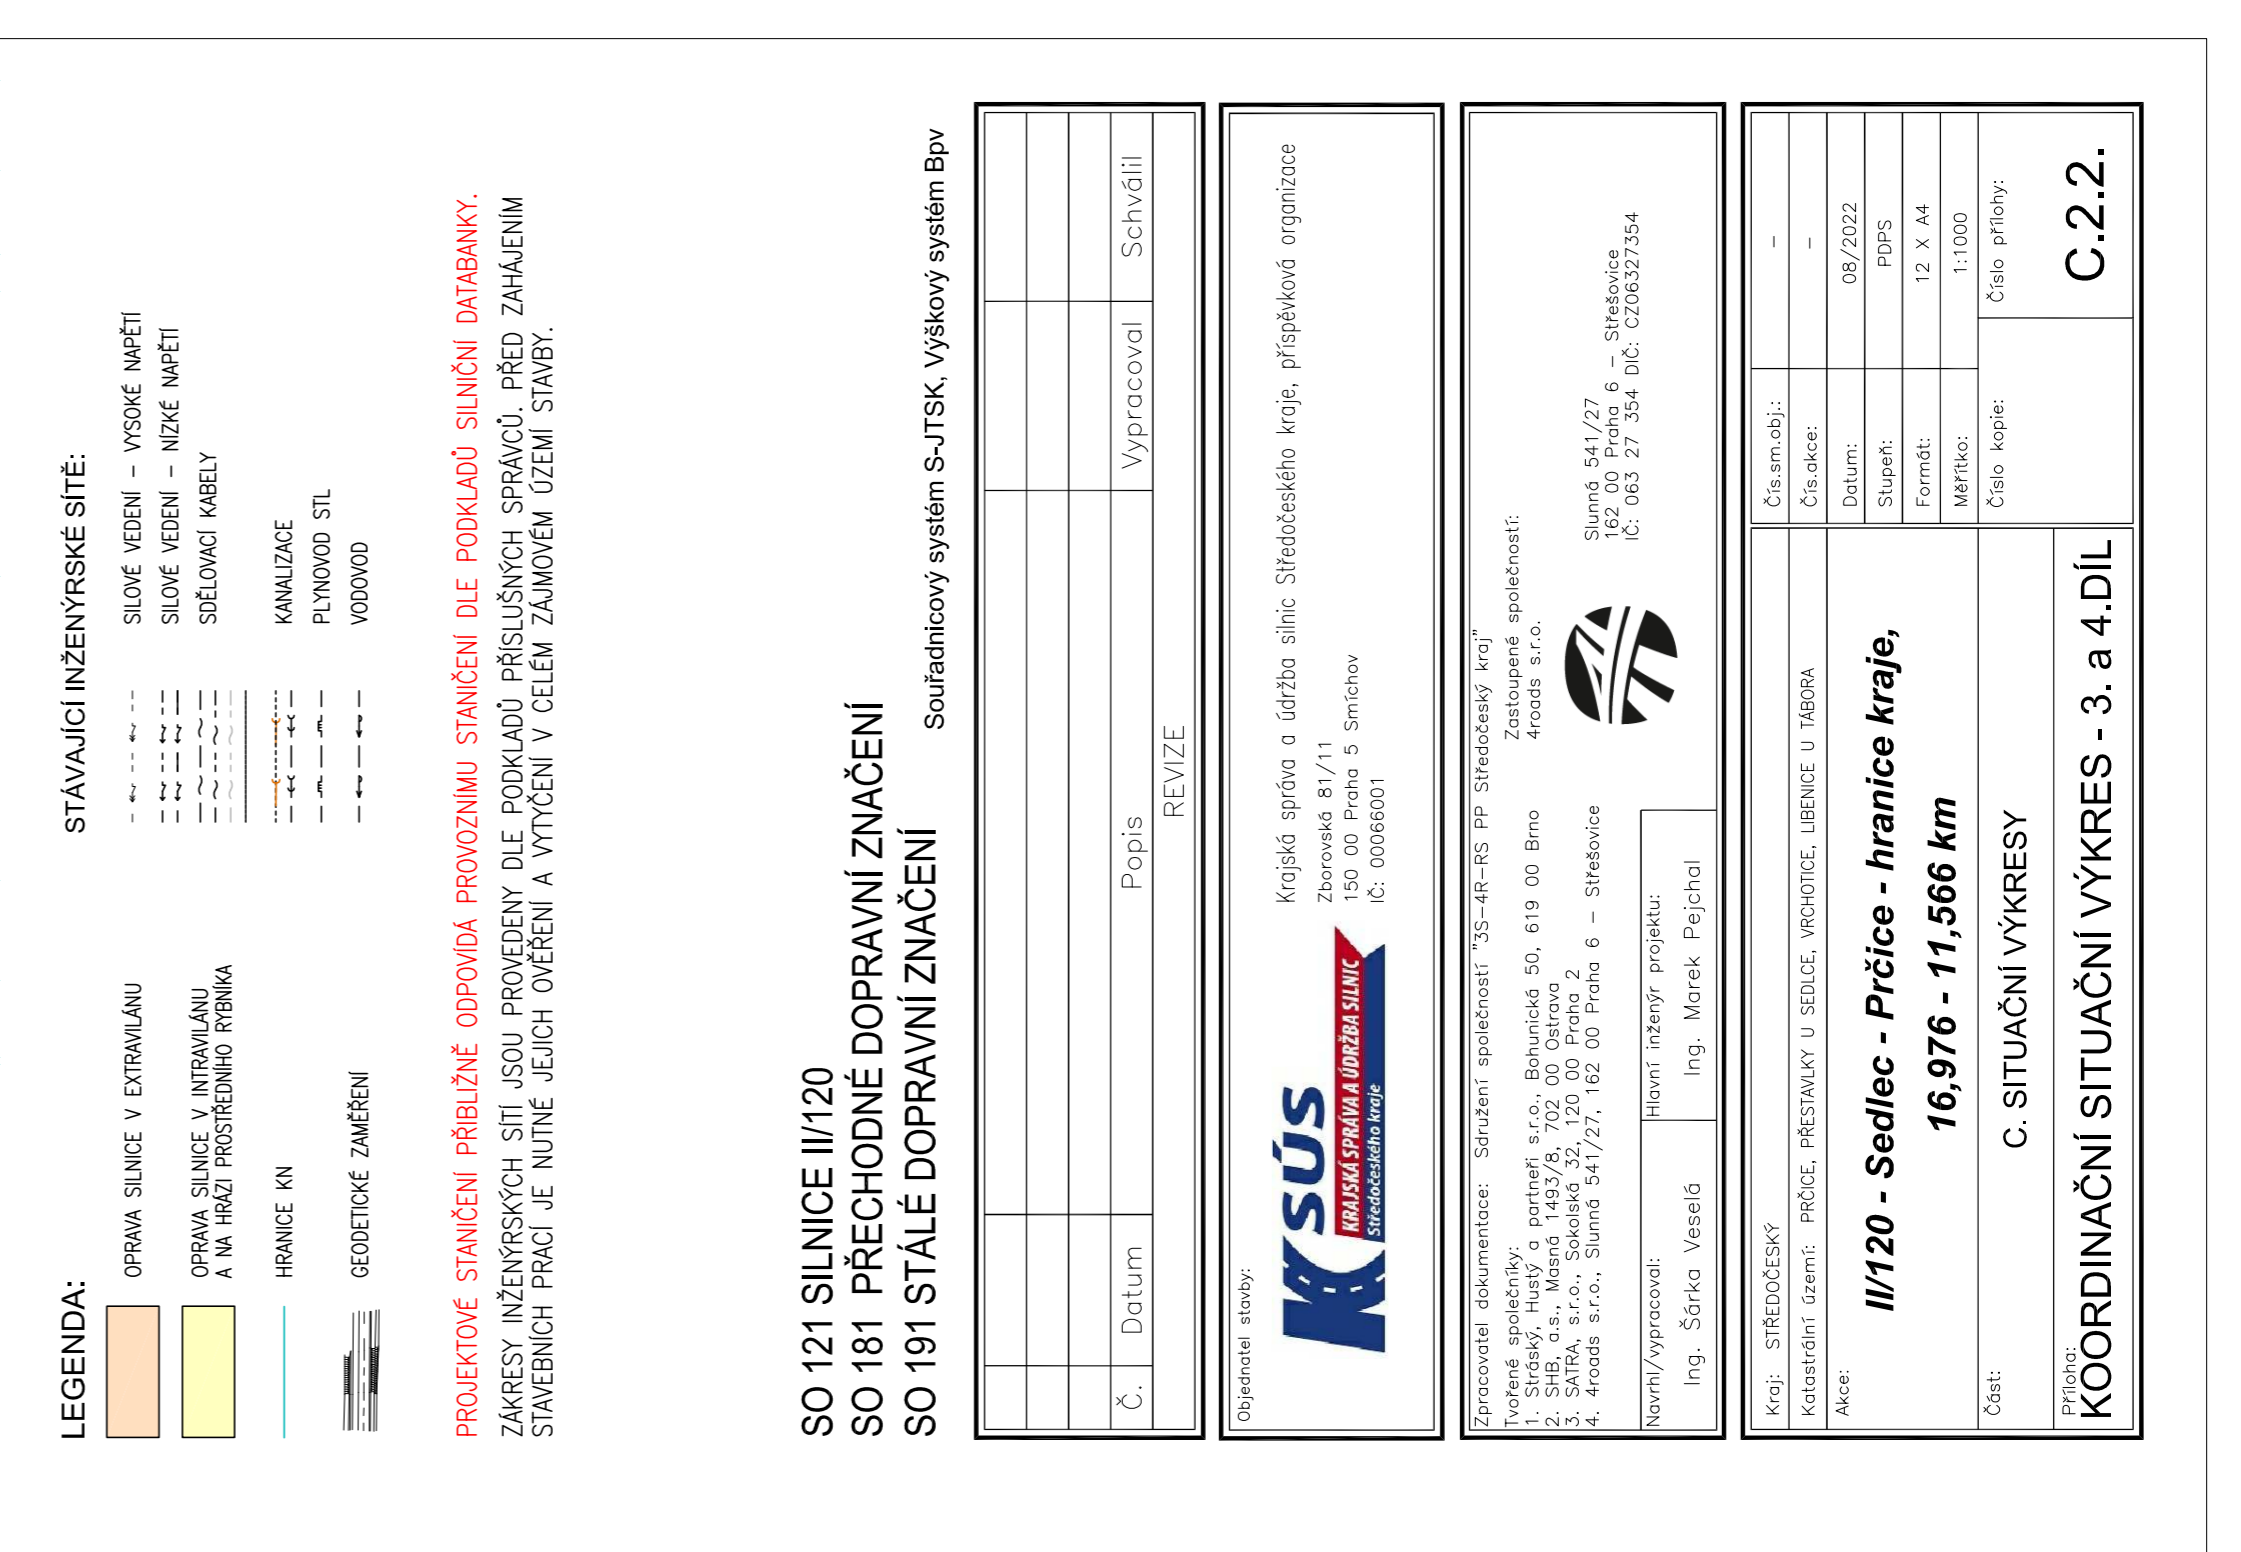 LEGENDA:
OPRAVA SILNICE V EXTRAVILÁNU
OPRAVA SILNICE V INTRAVILÁNU
A NA HRÁZI PROSTŘEDNÍHO RYBNÍKA
HRANICE KN
GEODETICKÉ ZAMĚŘENÍ
STÁVAJÍCÍ INŽENÝRSKÉ SÍTĚ:
SILOVÉ VEDENÍ – VYSOKÉ NAPĚTÍ
SILOVÉ VEDENÍ – NÍZKÉ NAPĚTÍ
SDĚLOVACÍ KABELY
KANALIZACE
PLYNOVOD STL
VODOVOD
PROJEKTOVÉ STANIČENÍ PŘIBLIŽNĚ ODPOVÍDÁ PROVOZNÍMU STANIČENÍ DLE PODKLADŮ SILNIČNÍ DATABANKY.
ZÁKRESY INŽENÝRSKÝCH SÍTÍ JSOU PROVEDENY DLE PODKLADŮ PŘÍSLUŠNÝCH SPRÁVCŮ. PŘED ZAHÁJENÍM
STAVEBNÍCH PRACÍ JE NUTNÉ JEJICH OVĚŘENÍ A VYTYČENÍ V CELÉM ZÁJMOVÉM ÚZEMÍ STAVBY.
SO 121 SILNICE II/120
SO 181 PŘECHODNÉ DOPRAVNÍ ZNAČENÍ
SO 191 STÁLÉ DOPRAVNÍ ZNAČENÍ
Souřadnicový systém S-JTSK, Výškový systém Bpv
Č. Datum Popis Vypracoval Schválil
REVIZE
Objednatel stavby:
KSÚS
KRAJSKÁ SPRÁVA A ÚDRŽBA SILNIC
Středočeského kraje
Krajská správa a údržba silnic Středočeského kraje, příspěvková organizace
Zborovská 81/11
150 00 Praha 5 Smíchov
IČ: 00066001
Zpracovatel dokumentace: Sdružení společností "3S–4R–RS PP Středočeský kraj"
Tvořené společníky:
1. Stráský, Hustý a partneři s.r.o., Bohunická 50, 619 00 Brno
2. SHB, a.s., Masná 1493/8, 702 00 Ostrava
3. SATRA, s.r.o., Sokolská 32, 120 00 Praha 2
4. 4roads s.r.o., Slunná 541/27, 162 00 Praha 6 – Střešovice
Zastoupené společností:
4roads s.r.o.
Slunná 541/27
162 00 Praha 6 – Střešovice
IČ: 063 27 354 DIČ: CZ06327354
Navrhl/vypracoval:
Ing. Šárka Veselá
Hlavní inženýr projektu:
Ing. Marek Pejchal
Kraj: STŘEDOČESKÝ
Katastrální území: PRČICE, PŘESTAVLKY U SEDLCE, VRCHOTICE, LIBENICE U TÁBORA
Akce:
II/120 - Sedlec - Prčice - hranice kraje,
16,976 - 11,566 km
Část:
C. SITUAČNÍ VÝKRESY
Příloha:
KOORDINAČNÍ SITUAČNÍ VÝKRES - 3. a 4.DÍL
Čís.sm.obj.: –
Čís.akce: –
Datum: 08/2022
Stupeň: PDPS
Formát: 12 X A4
Měřítko: 1:1000
Číslo kopie:
Číslo přílohy:
C.2.2.